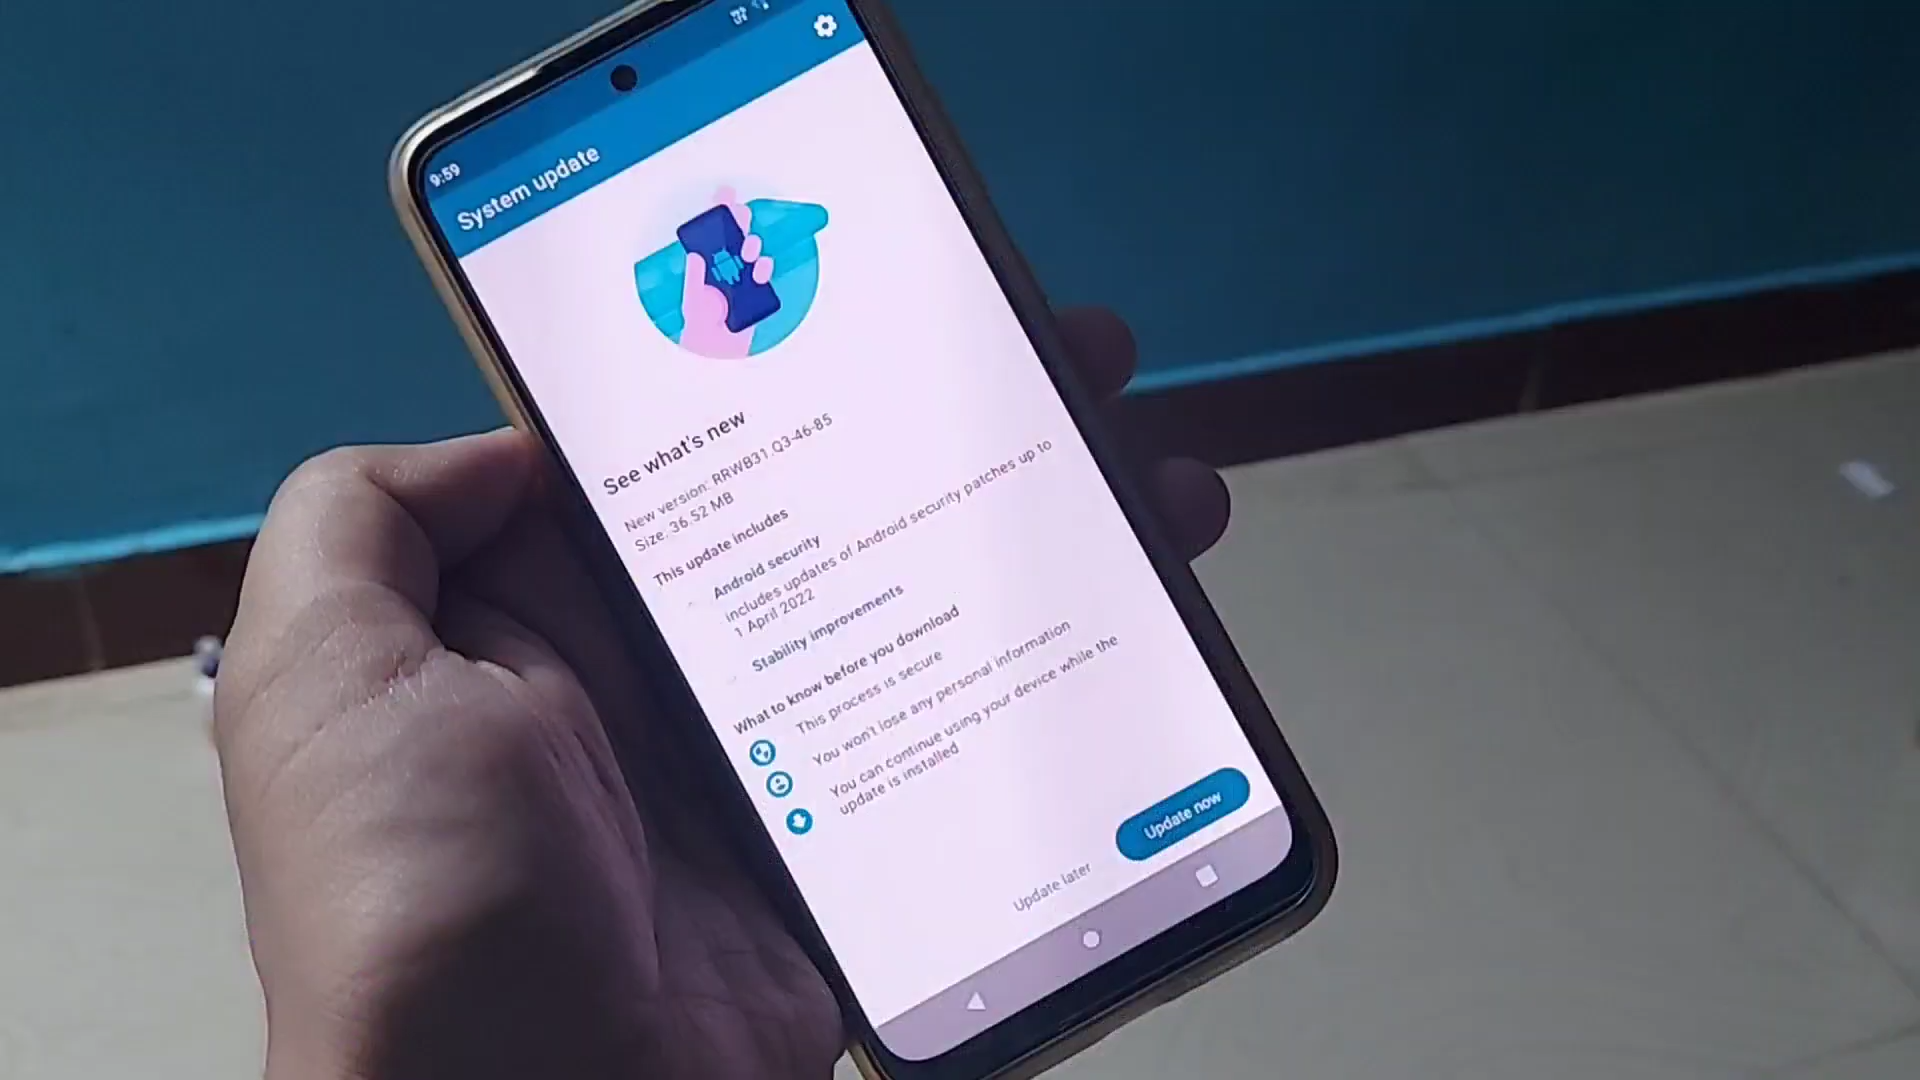 9:59
System update
See what's new
New version: RRWB31.Q3-46-85
Size: 36.52 MB
This update includes
Android security
includes updates of Android security patches up to
1 April 2022
Stability improvements
What to know before you download
This process is secure
You won't lose any personal information
You can continue using your device while the
update is installed
Update now
Update later